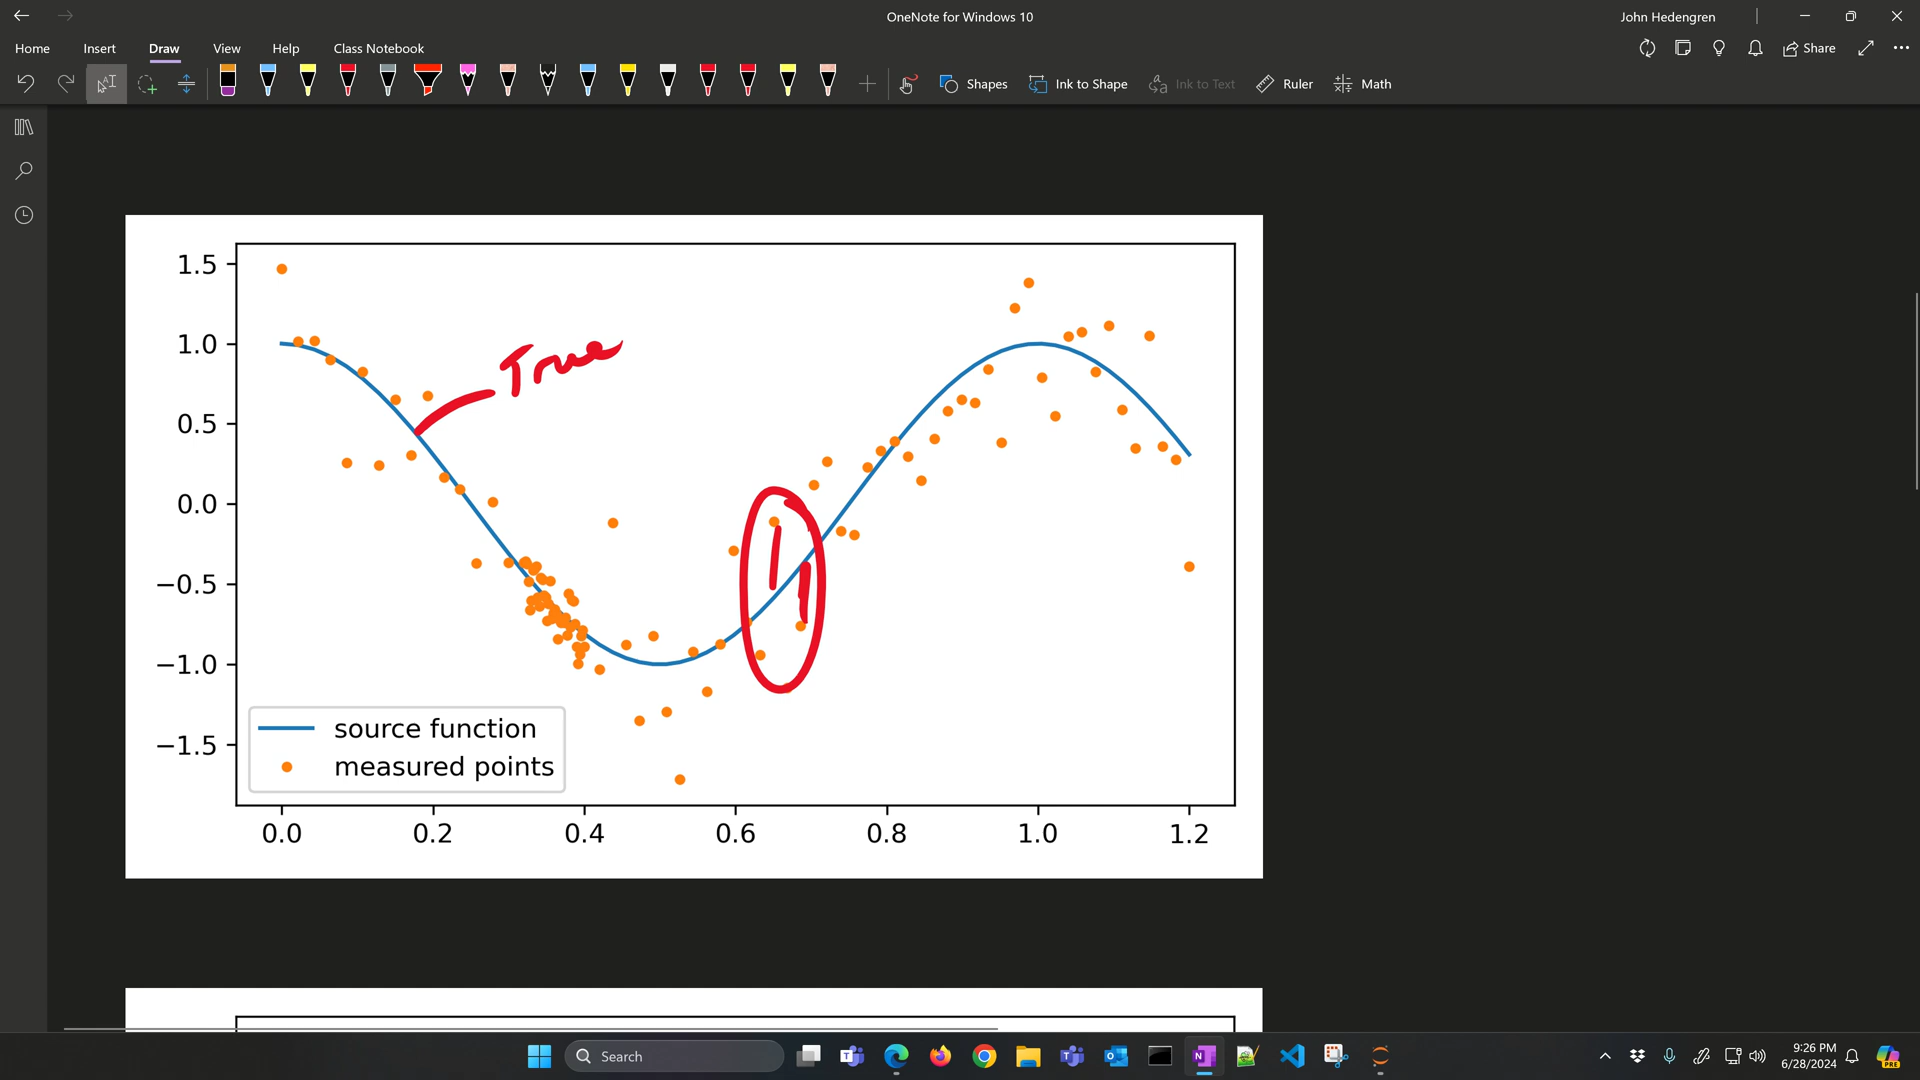 OneNote for Windows 10
John Hedengren
Home Insert Draw View Help Class Notebook
Share
Shapes Ink to Shape Ink to Text Ruler Math
1.5
1.0
0.5
0.0
−0.5
−1.0
−1.5
True
source function
measured points
0.0 0.2 0.4 0.6 0.8 1.0 1.2
Search
9:26 PM
6/28/2024
PRE